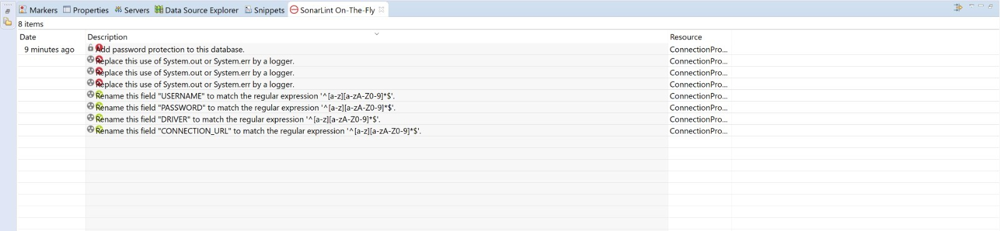 Markers Properties Servers Data Source Explorer Snippets SonarLint On-The-Fly
8 items
Date Description Resource
9 minutes ago Add password protection to this database. ConnectionPro...
Replace this use of System.out or System.err by a logger. ConnectionPro...
Replace this use of System.out or System.err by a logger. ConnectionPro...
Replace this use of System.out or System.err by a logger. ConnectionPro...
Rename this field "USERNAME" to match the regular expression '^[a-z][a-zA-Z0-9]*$'. ConnectionPro...
Rename this field "PASSWORD" to match the regular expression '^[a-z][a-zA-Z0-9]*$'. ConnectionPro...
Rename this field "DRIVER" to match the regular expression '^[a-z][a-zA-Z0-9]*$'. ConnectionPro...
Rename this field "CONNECTION_URL" to match the regular expression '^[a-z][a-zA-Z0-9]*$'. ConnectionPro...